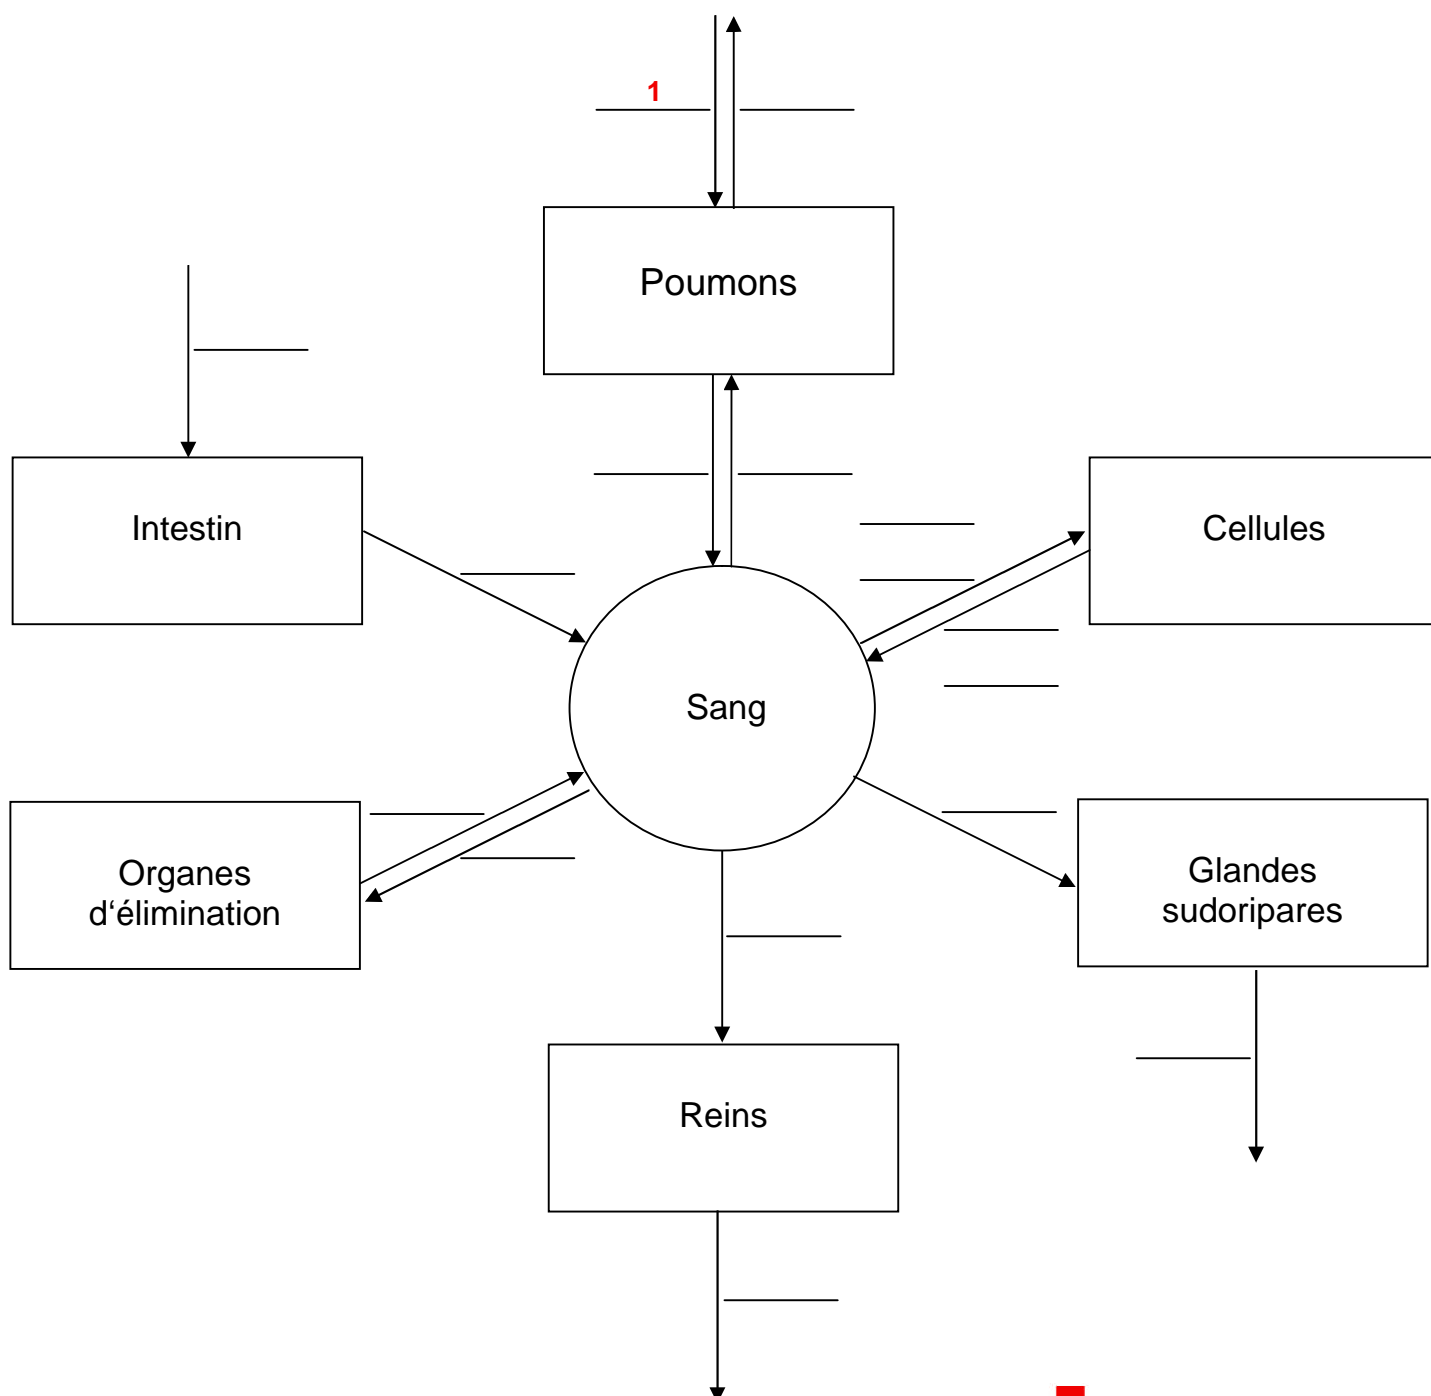 1
Poumons
Intestin
Cellules
Sang
Organes
d‘élimination
Glandes
sudoripares
Reins